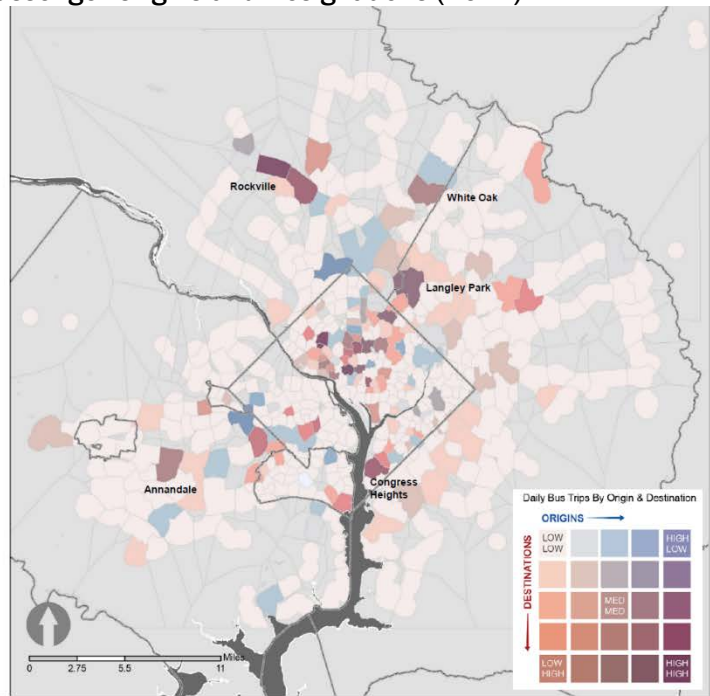 Rockville
White Oak
Langley Park
Annandale
Congress
Heights
Miles
0 2.75 5.5 11
Daily Bus Trips By Origin & Destination
ORIGINS
DESTINATIONS
LOW
LOW
HIGH
LOW
MED
MED
LOW
HIGH
HIGH
HIGH